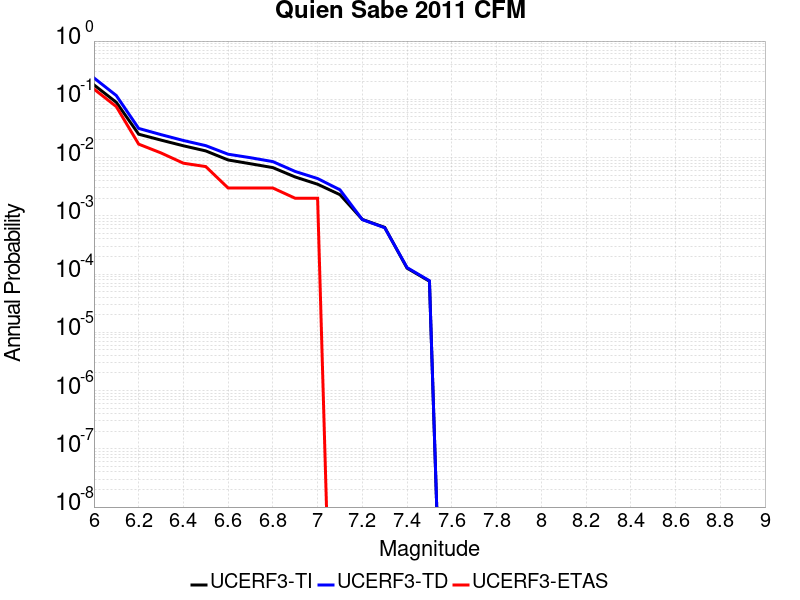 Quien Sabe 2011 CFM
10^0
10^-1
10^-2
10^-3
10^-4
10^-5
10^-6
10^-7
10^-8
Annual Probability
6 6.2 6.4 6.6 6.8 7 7.2 7.4 7.6 7.8 8 8.2 8.4 8.6 8.8 9
Magnitude
UCERF3-TI UCERF3-TD UCERF3-ETAS